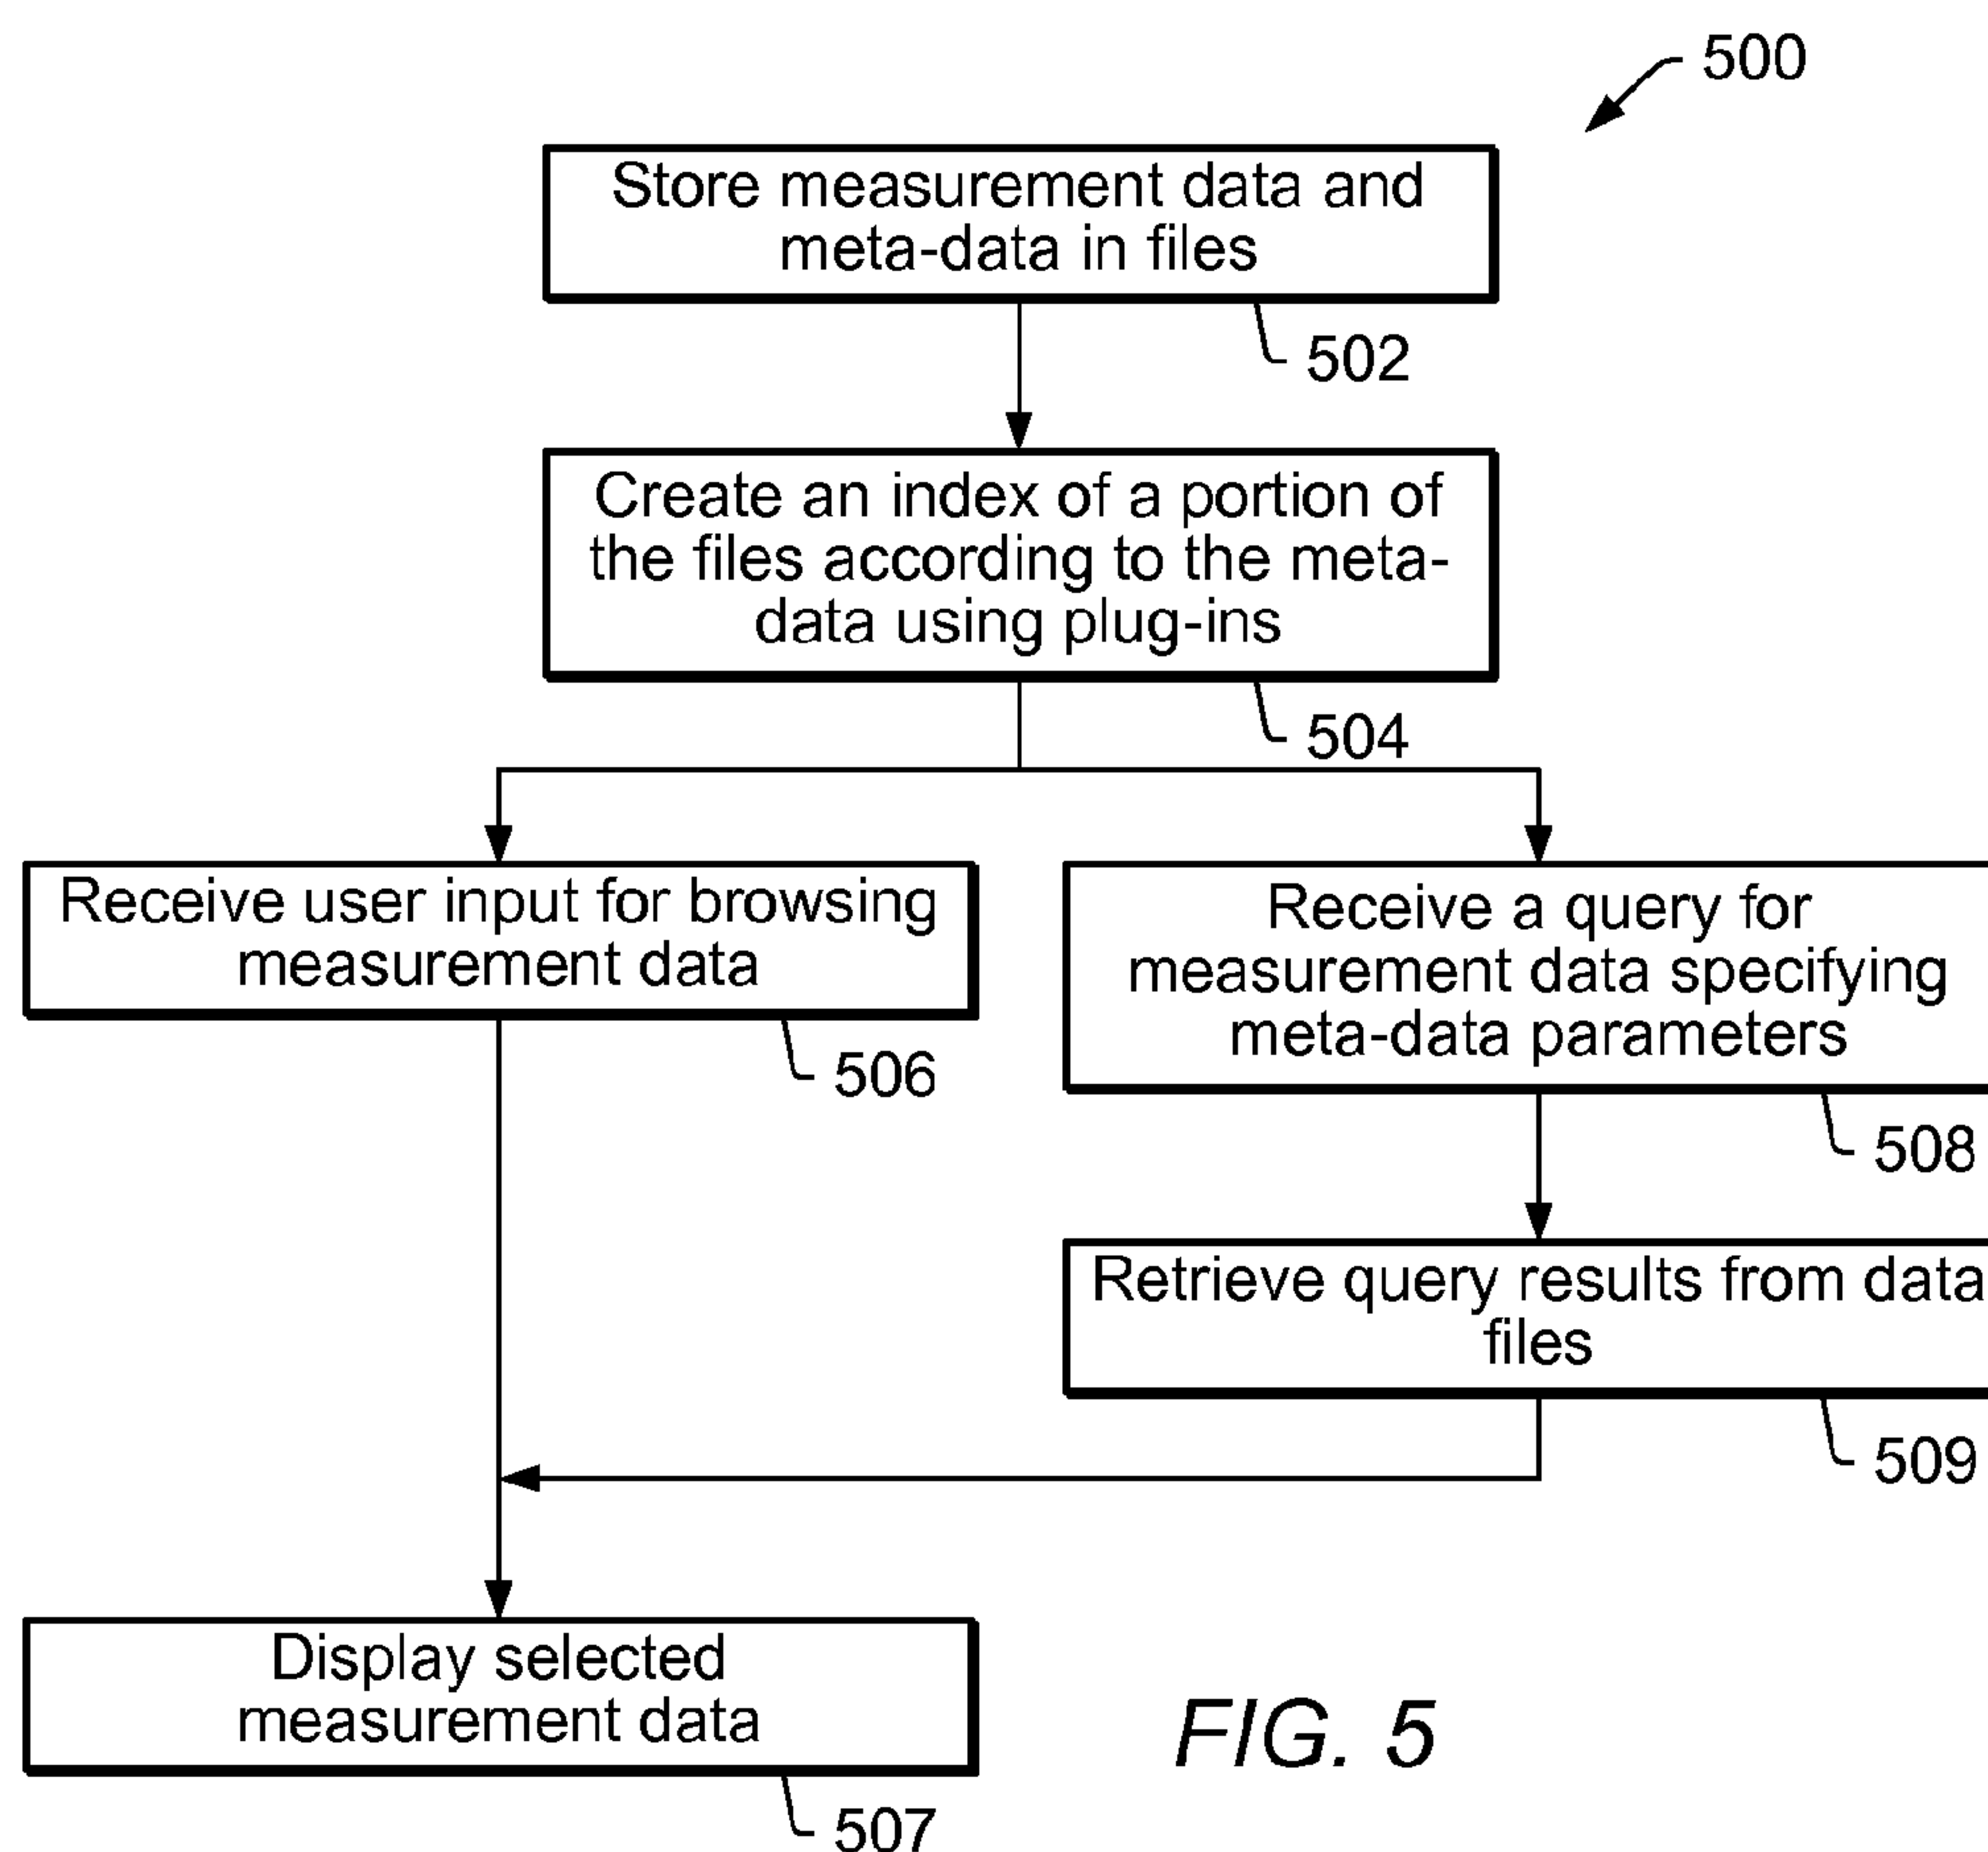 500
Store measurement data and
meta-data in files
502
Create an index of a portion of
the files according to the meta-
data using plug-ins
504
Receive user input for browsing
measurement data
506
Receive a query for
measurement data specifying
meta-data parameters
508
Retrieve query results from data
files
509
Display selected
measurement data
507
FIG. 5